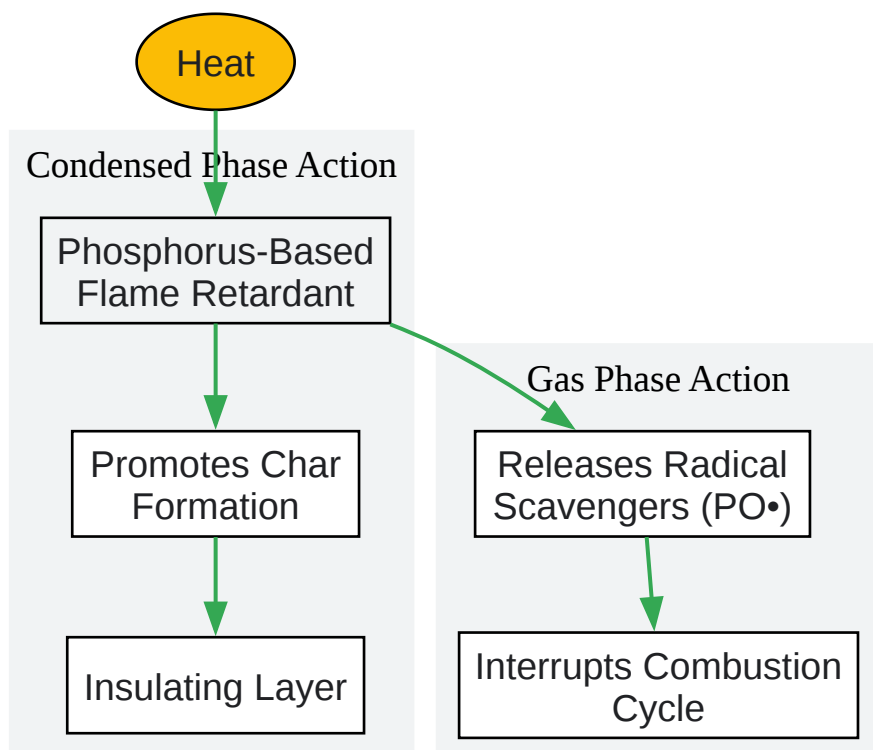 Heat
Condensed Phase Action
Phosphorus-Based
Flame Retardant
Gas Phase Action
Promotes Char
Formation
Releases Radical
Scavengers (PO•)
Insulating Layer
Interrupts Combustion
Cycle